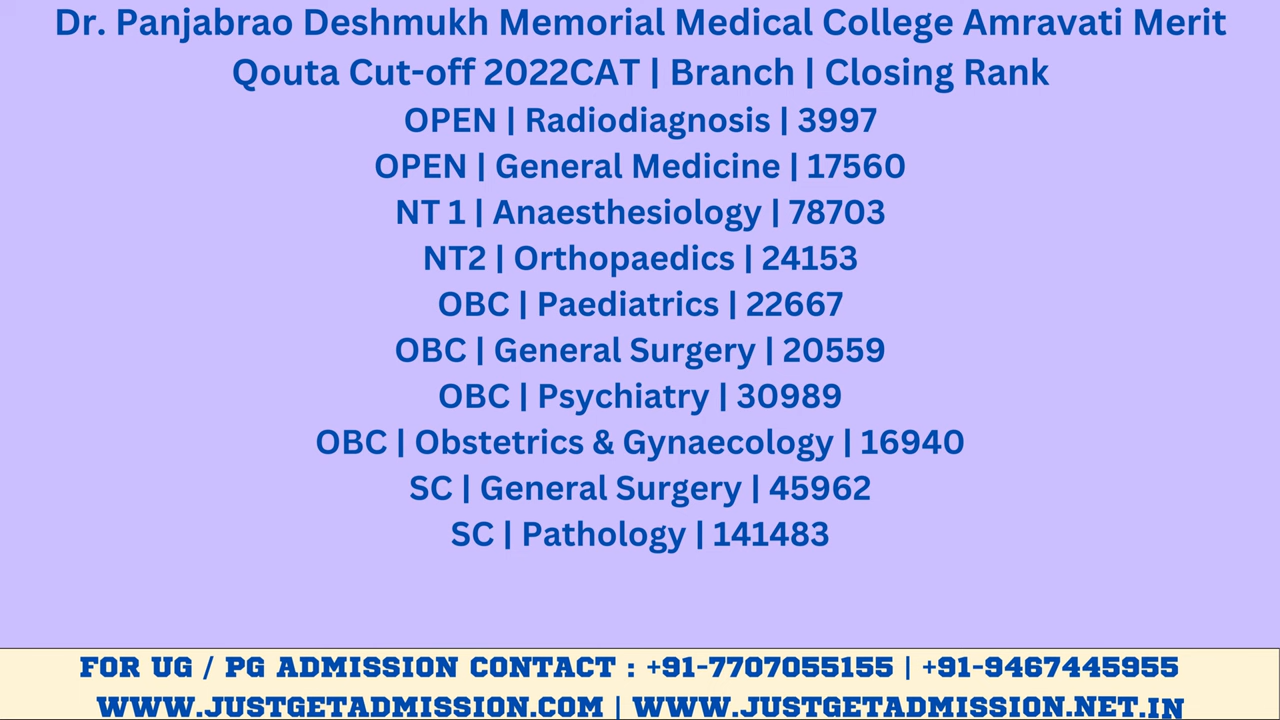 Dr. Panjabrao Deshmukh Memorial Medical College Amravati Merit
Qouta Cut-off 2022CAT | Branch | Closing Rank
OPEN | Radiodiagnosis | 3997
OPEN | General Medicine | 17560
NT 1 | Anaesthesiology | 78703
NT2 | Orthopaedics | 24153
OBC | Paediatrics | 22667
OBC | General Surgery | 20559
OBC | Psychiatry | 30989
OBC | Obstetrics & Gynaecology | 16940
SC | General Surgery | 45962
SC | Pathology | 141483
FOR UG / PG ADMISSION CONTACT : +91-7707055155 | +91-9467445955
WWW.JUSTGETADMISSION.COM | WWW.JUSTGETADMISSION.NET.IN